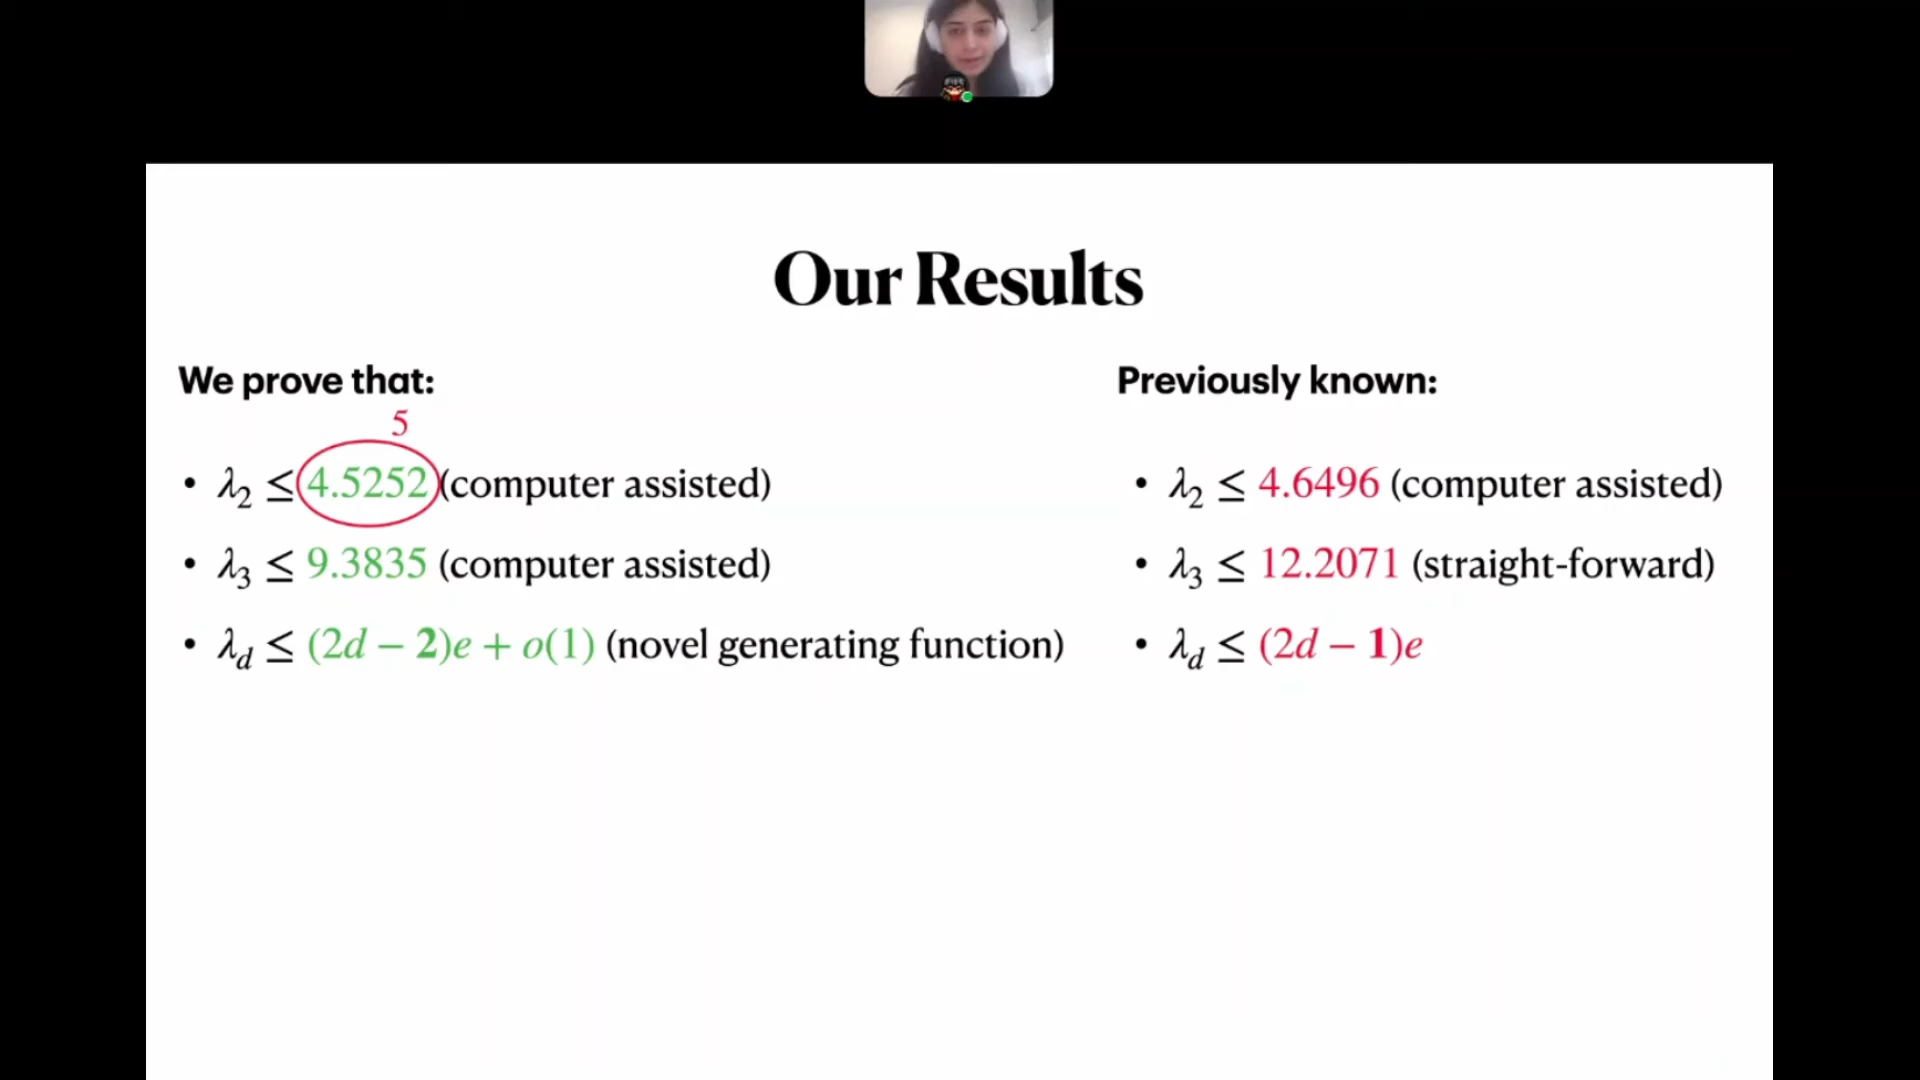 Our Results
We prove that:
5
• λ₂ ≤ 4.5252 (computer assisted)
• λ₃ ≤ 9.3835 (computer assisted)
• λ_d ≤ (2d − 2)e + o(1) (novel generating function)
Previously known:
• λ₂ ≤ 4.6496 (computer assisted)
• λ₃ ≤ 12.2071 (straight-forward)
• λ_d ≤ (2d − 1)e